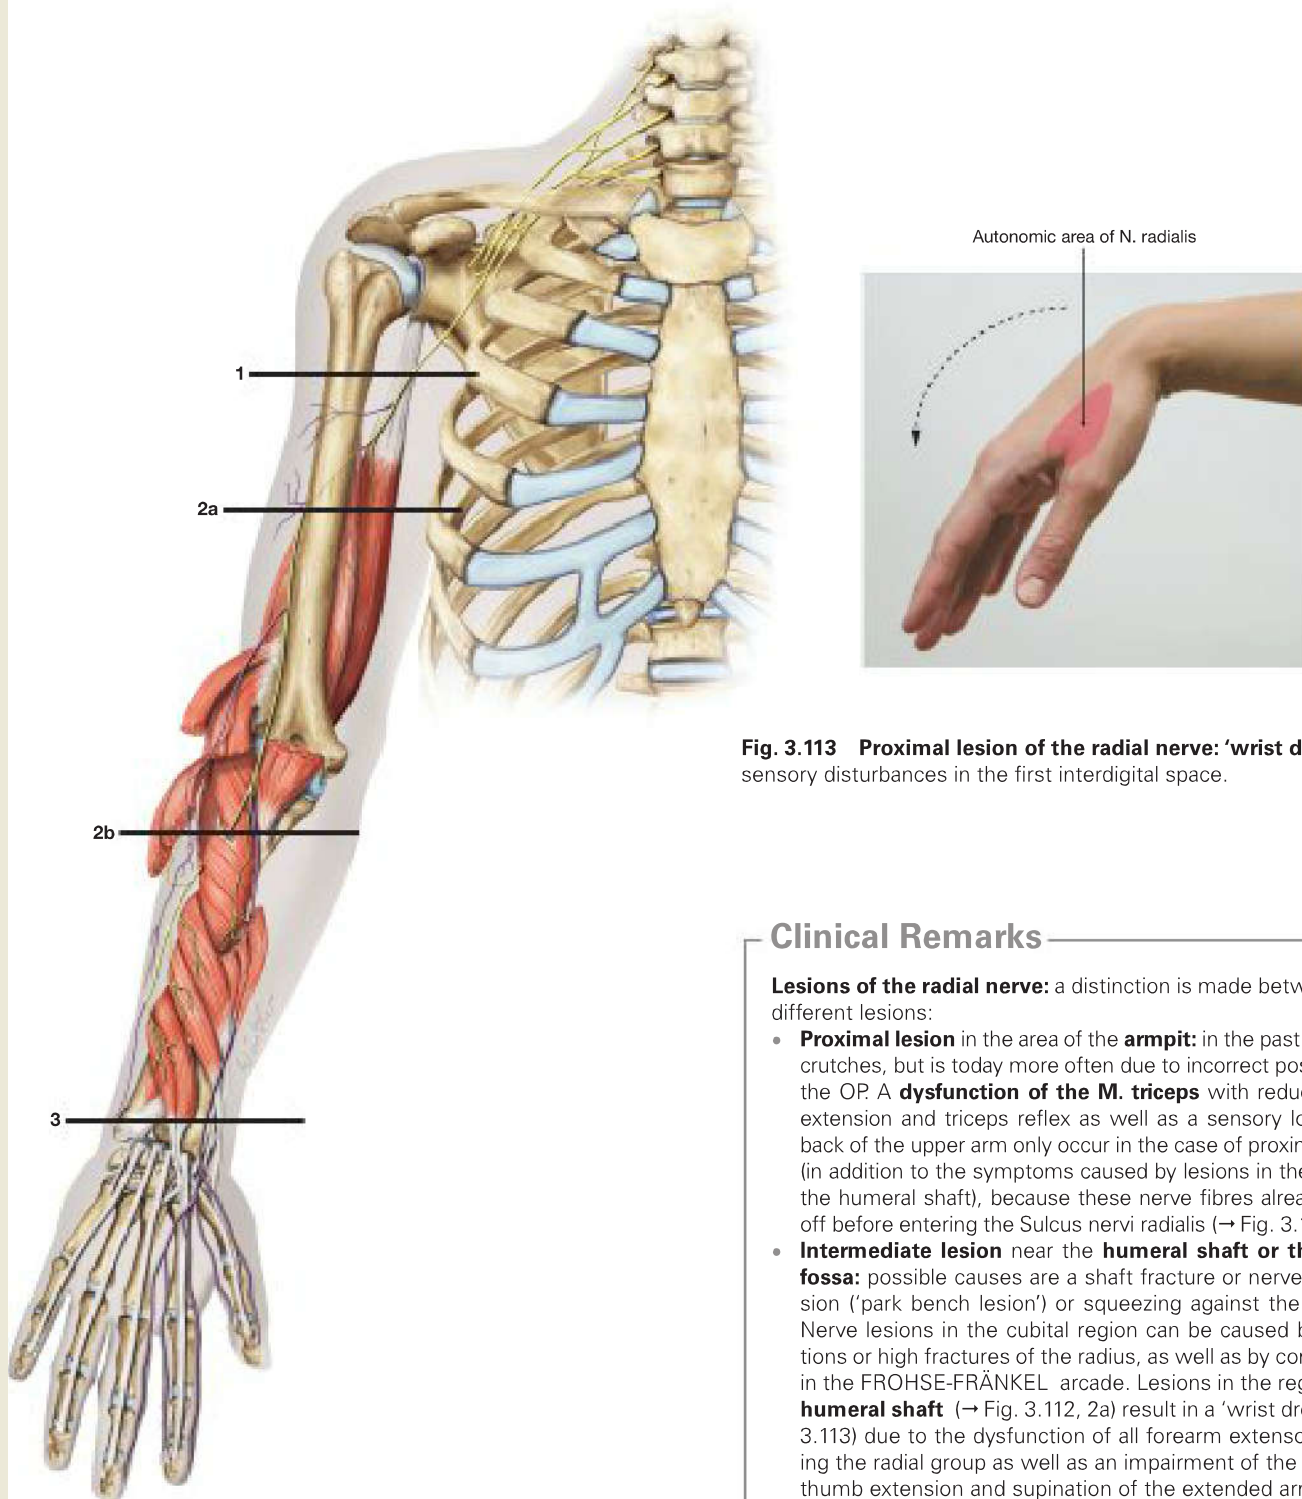 Autonomic area of N. radialis
1
2a
2b
3
Fig. 3.113 Proximal lesion of the radial nerve: ‘wrist d
sensory disturbances in the first interdigital space.
Clinical Remarks
Lesions of the radial nerve: a distinction is made betw
different lesions:
• Proximal lesion in the area of the armpit: in the past
crutches, but is today more often due to incorrect pos
the OP. A dysfunction of the M. triceps with reduc
extension and triceps reflex as well as a sensory lo
back of the upper arm only occur in the case of proxin
(in addition to the symptoms caused by lesions in the
the humeral shaft), because these nerve fibres alrea
off before entering the Sulcus nervi radialis (→ Fig. 3.
• Intermediate lesion near the humeral shaft or th
fossa: possible causes are a shaft fracture or nerve
sion (‘park bench lesion’) or squeezing against the
Nerve lesions in the cubital region can be caused b
tions or high fractures of the radius, as well as by cor
in the FROHSE-FRÄNKEL arcade. Lesions in the reg
humeral shaft (→ Fig. 3.112, 2a) result in a ‘wrist dr
3.113) due to the dysfunction of all forearm extenso
ing the radial group as well as an impairment of the
thumb extension and supination of the extended arr